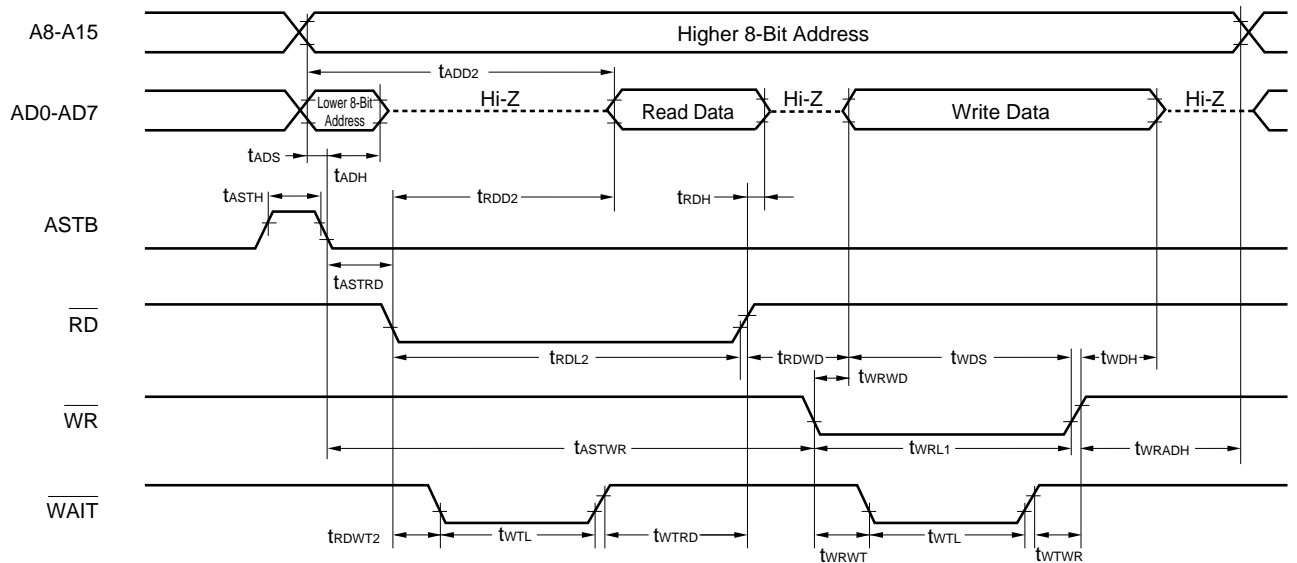 A8-A15
Higher 8-Bit Address
tADD2
AD0-AD7
Lower 8-Bit
Address
Hi-Z
Read Data
Hi-Z
Write Data
Hi-Z
tADS
tADH
tASTH
tRDD2
tRDH
ASTB
tASTRD
RD
tRDL2
tRDWD
tWDS
tWDH
tWRWD
WR
tASTWR
tWRL1
tWRADH
WAIT
tRDWT2
tWTL
tWTRD
tWRWT
tWTL
tWTWR